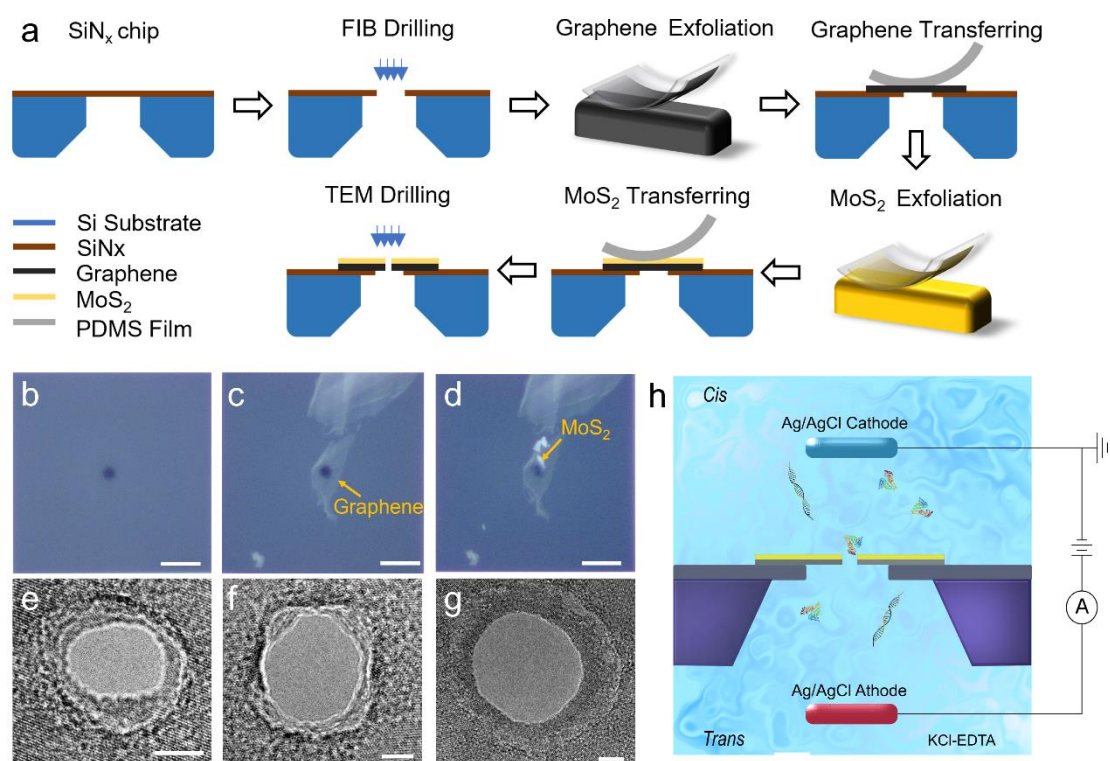 a
SiNx chip
FIB Drilling
Graphene Exfoliation
Graphene Transferring
TEM Drilling
MoS2 Transferring
MoS2 Exfoliation
Si Substrate
SiNx
Graphene
MoS2
PDMS Film
b
c
Graphene
d
MoS2
e
f
g
h
Cis
Ag/AgCl Cathode
A
Ag/AgCl Athode
Trans
KCl-EDTA